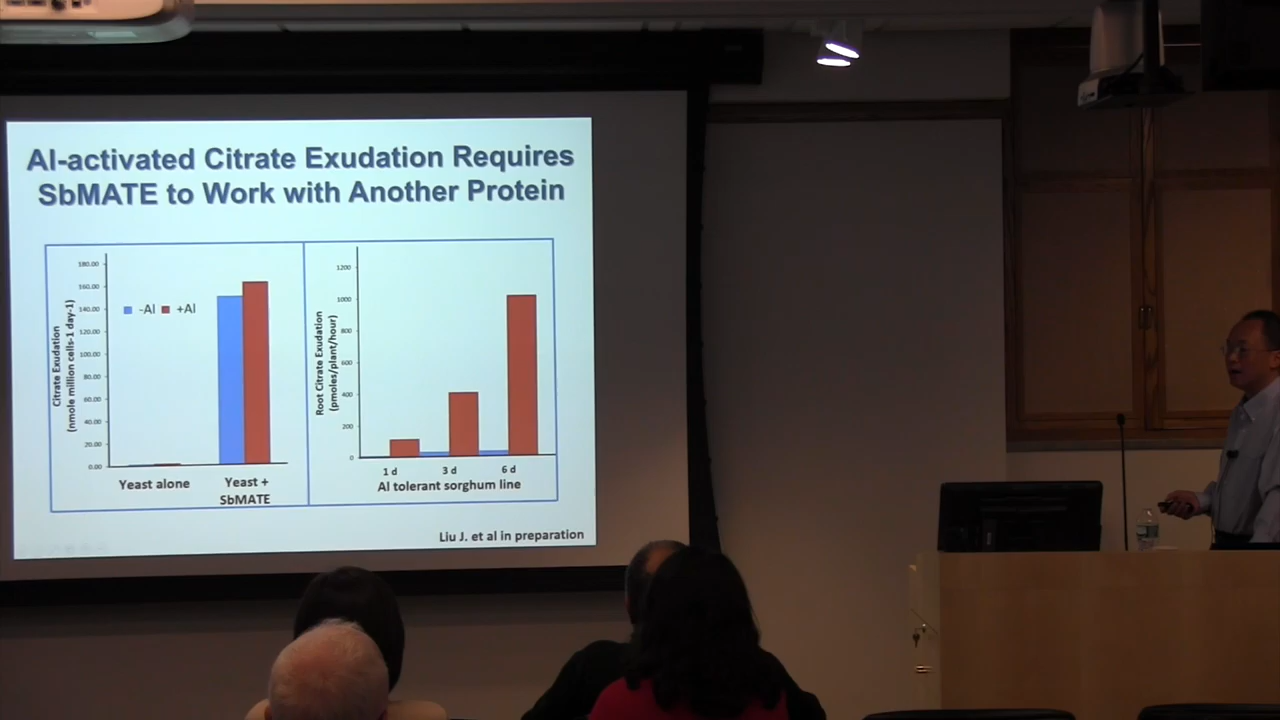 Al-activated Citrate Exudation Requires
SbMATE to Work with Another Protein
Citrate Exudation
(nmole million cells-1 day-1)
180.00
160.00
140.00
120.00
100.00
80.00
60.00
40.00
20.00
0.00
-Al +Al
Yeast alone
Yeast +
SbMATE
Root Citrate Exudation
(pmoles/plant/hour)
1200
1000
800
600
400
200
0
1 d 3 d 6 d
Al tolerant sorghum line
Liu J. et al in preparation